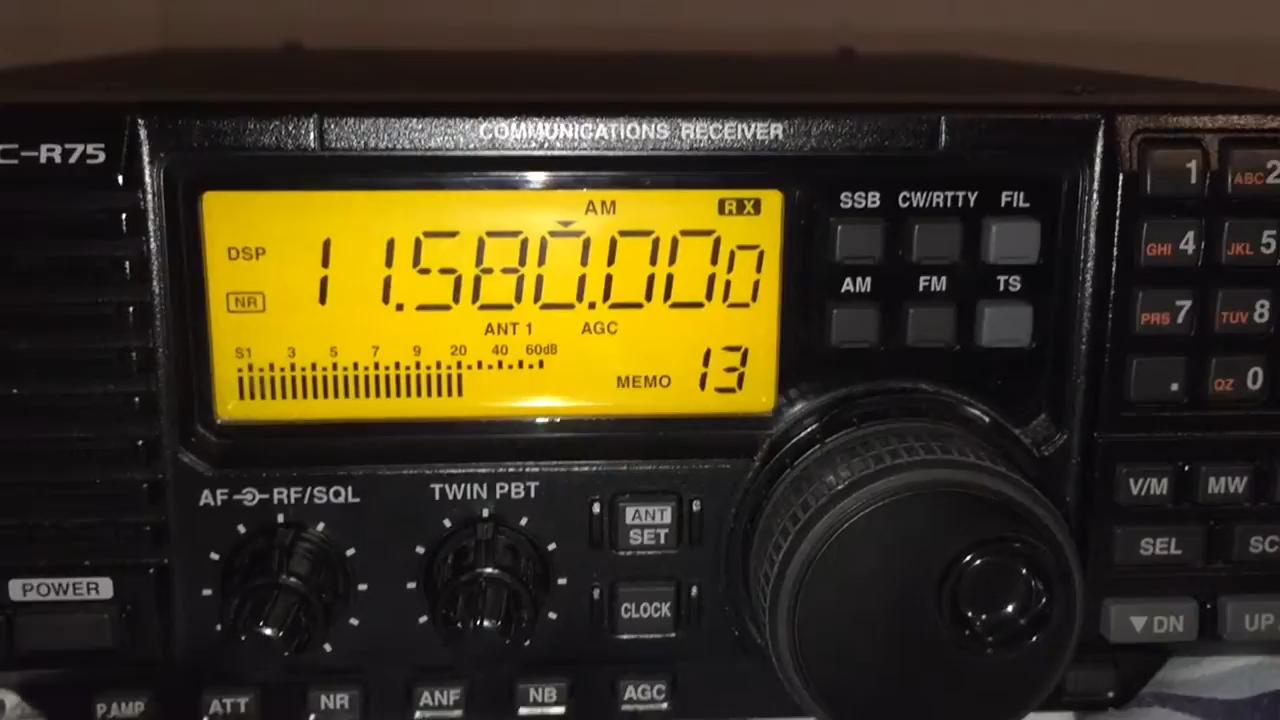 COMMUNICATIONS RECEIVER
C-R75
AM
RX
DSP
11.580.000
NR
ANT 1 AGC
S1 3 5 7 9 20 40 60dB
MEMO 13
SSB CW/RTTY FIL
AM FM TS
1 ABC2
GHI 4 JKL 5
PRS 7 TUV 8
. QZ 0
V/M MW
SEL SC
▼DN UP
AF RF/SQL
TWIN PBT
ANT
SET
CLOCK
POWER
P.AMP ATT NR ANF NB AGC